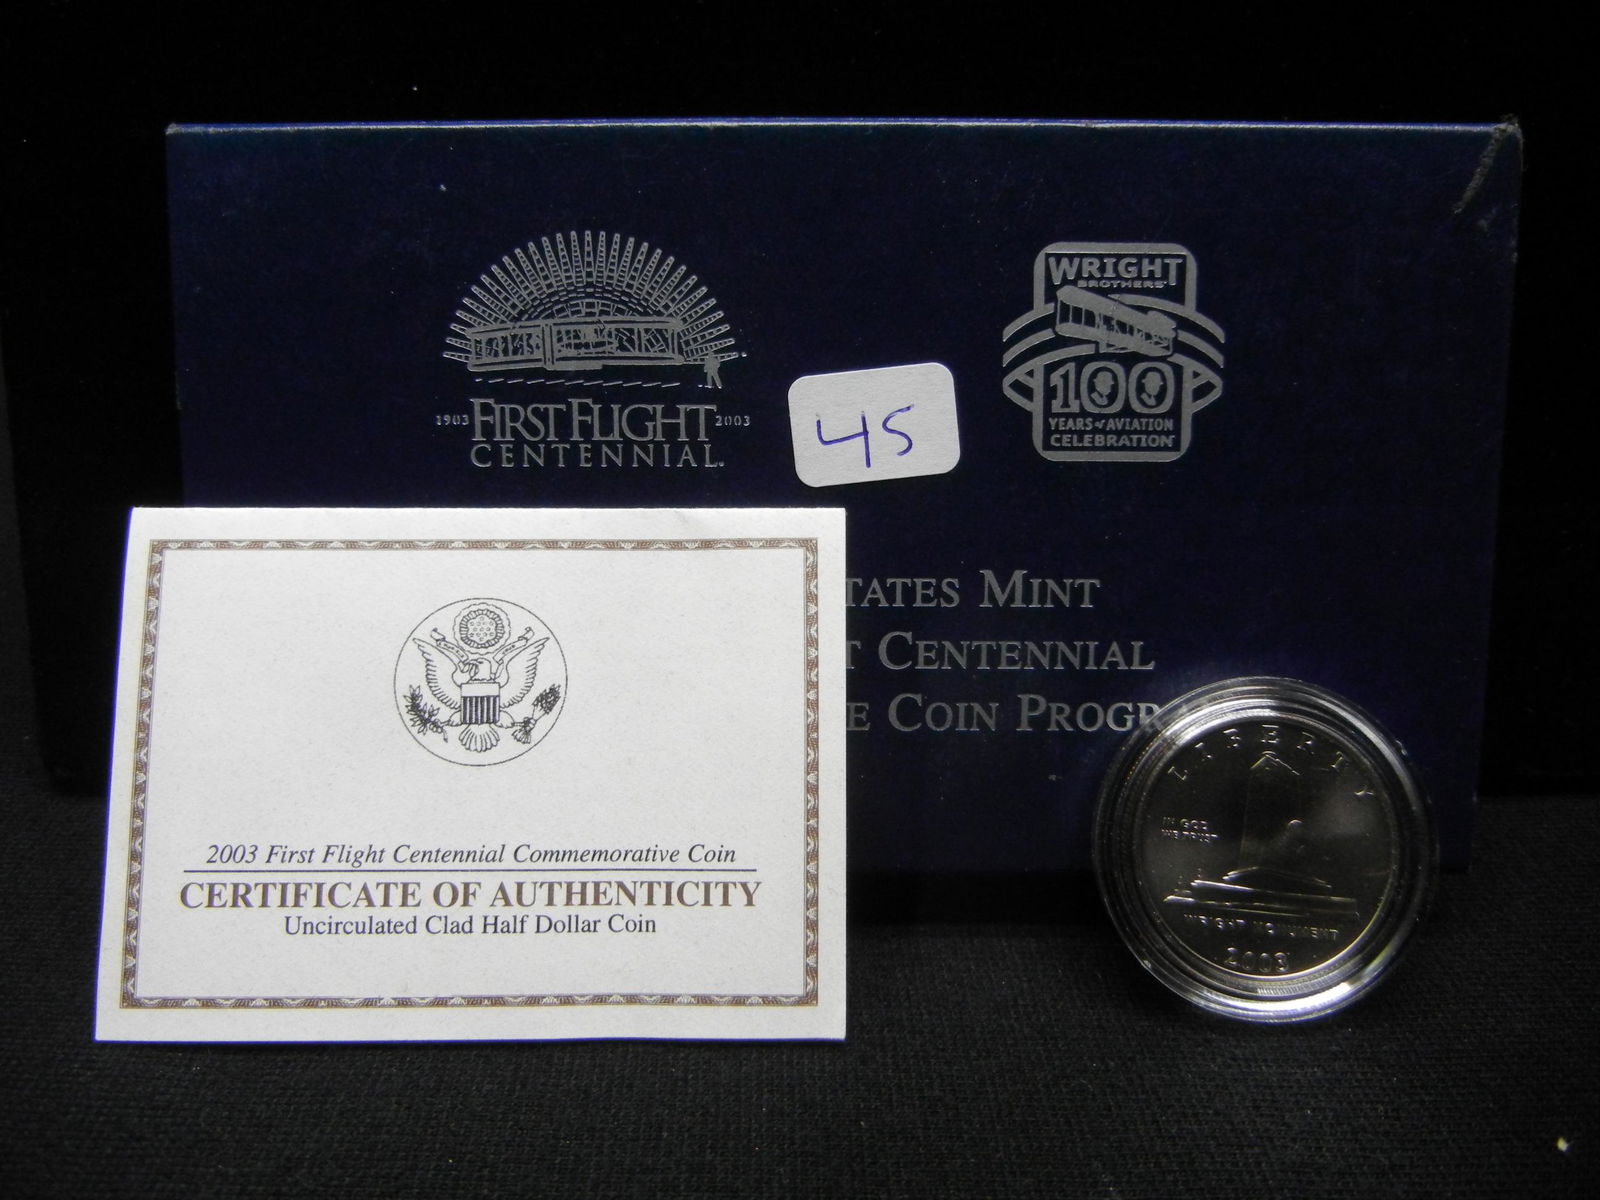 1903 FIRST FLIGHT 2003
CENTENNIAL.
WRIGHT
BROTHERS
100
YEARS of AVIATION
CELEBRATION
45
TATES MINT
T CENTENNIAL
E COIN PROGR
2003 First Flight Centennial Commemorative Coin
CERTIFICATE OF AUTHENTICITY
Uncirculated Clad Half Dollar Coin
LIBERTY
IN GOD
WE TRUST
WRIGHT MONUMENT
2003